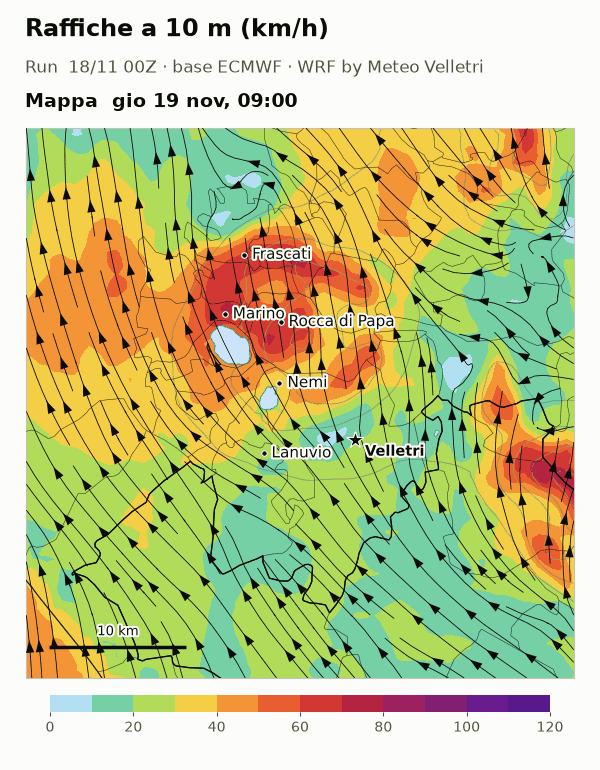 Raffiche a 10 m (km/h)
Run  18/11 00Z · base ECMWF · WRF by Meteo Velletri
Mappa  gio 19 nov, 09:00
Frascati
Marino
Rocca di Papa
Nemi
Lanuvio
Velletri
10 km
0 20 40 60 80 100 120